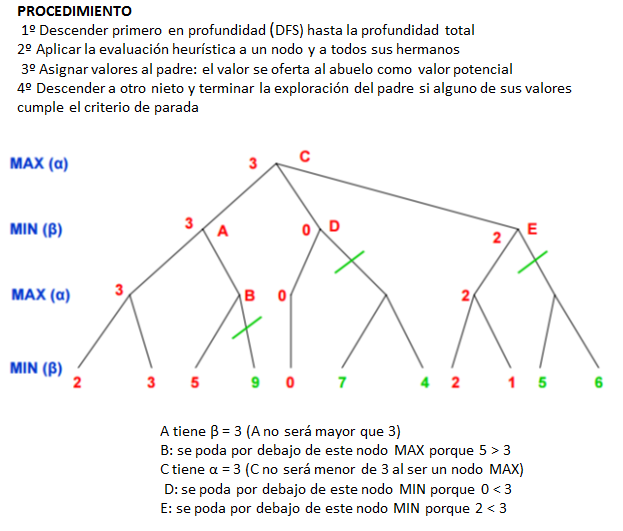 PROCEDIMIENTO
1º Descender primero en profundidad (DFS) hasta la profundidad total
2º Aplicar la evaluación heurística a un nodo y a todos sus hermanos
3º Asignar valores al padre: el valor se oferta al abuelo como valor potencial
4º Descender a otro nieto y terminar la exploración del padre si alguno de sus valores
cumple el criterio de parada
MAX (α) 3 C
MIN (β) 3 A 0 D 2 E
MAX (α) 3 B 0 2
MIN (β) 2 3 5 9 0 7 4 2 1 5 6
A tiene β = 3 (A no será mayor que 3)
B: se poda por debajo de este nodo MAX porque 5 > 3
C tiene α = 3 (C no será menor de 3 al ser un nodo MAX)
D: se poda por debajo de este nodo MIN porque 0 < 3
E: se poda por debajo de este nodo MIN porque 2 < 3